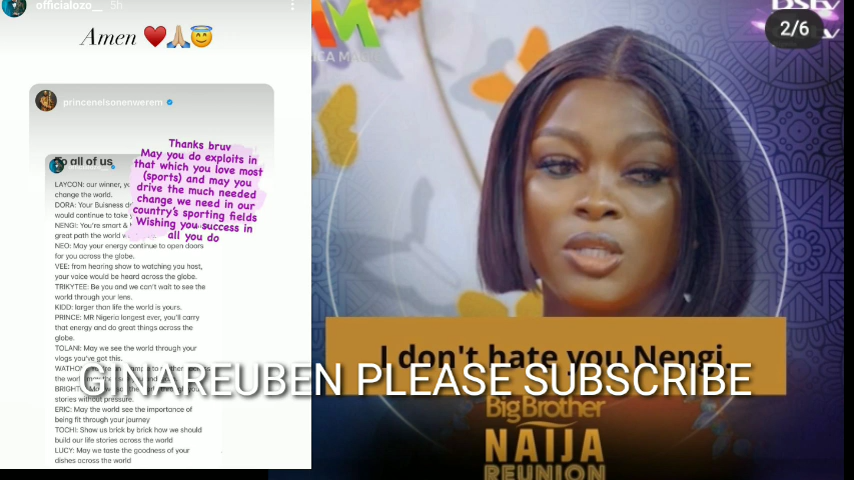 officialozo__ 5h
Amen
princenelsonenwerem
To all of us
Thanks bruv
May you do exploits in
that which you love most
(sports) and may you
drive the much needed
change we need in our
country's sporting fields
Wishing you success in
all you do
LAYCON: our winner,
change the world.
DORA: Your Buisness
would continue to take
NENGI: You're smart &
great path the world
NEO: May your energy continue to open doors
for you across the globe.
VEE: from hearing show to watching you host,
your voice would be heard across the globe.
TRIKYTEE: Be you and we can't wait to see the
world through your lens.
KIDD: larger than life the world is yours.
PRINCE: MR Nigeria longest ever, you'll carry
that energy and do great things across the
globe.
TOLANI: May we see the world through your
vlogs you've got this.
the
stories without pressure.
ERIC: May the world see the importance of
being fit through your journey
TOCHI: Show us brick by brick how we should
build our life stories across the world
LUCY: May we taste the goodness of your
dishes across the world
2/6
I don't hate you Nengi.
GINAREUBEN PLEASE SUBSCRIBE
Big Brother
NAIJA
REUNION